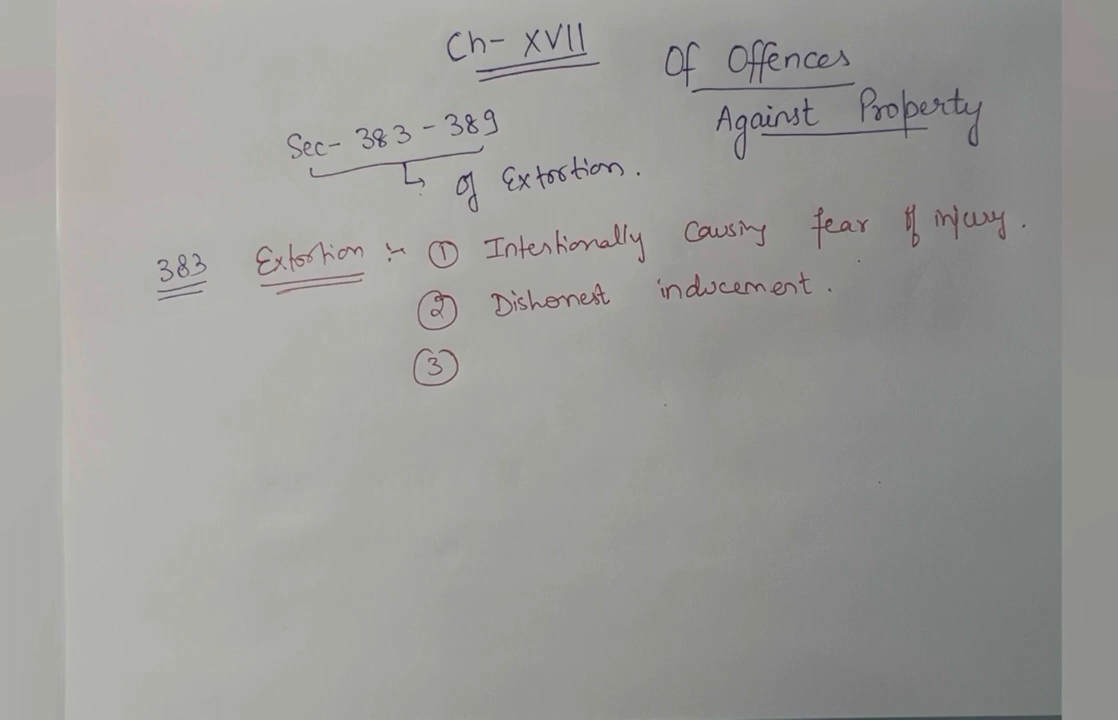 Ch- XVII
Of Offences
Against Property
Sec- 383 - 389
↳ of Extortion.
383 Extortion :- ① Intentionally causing fear of injury.
② Dishonest inducement.
③